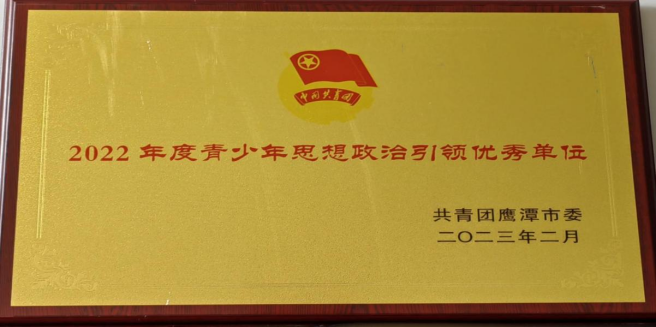 中国共青团
2022年度青少年思想政治引领优秀单位
共青团鹰潭市委
二〇二三年二月